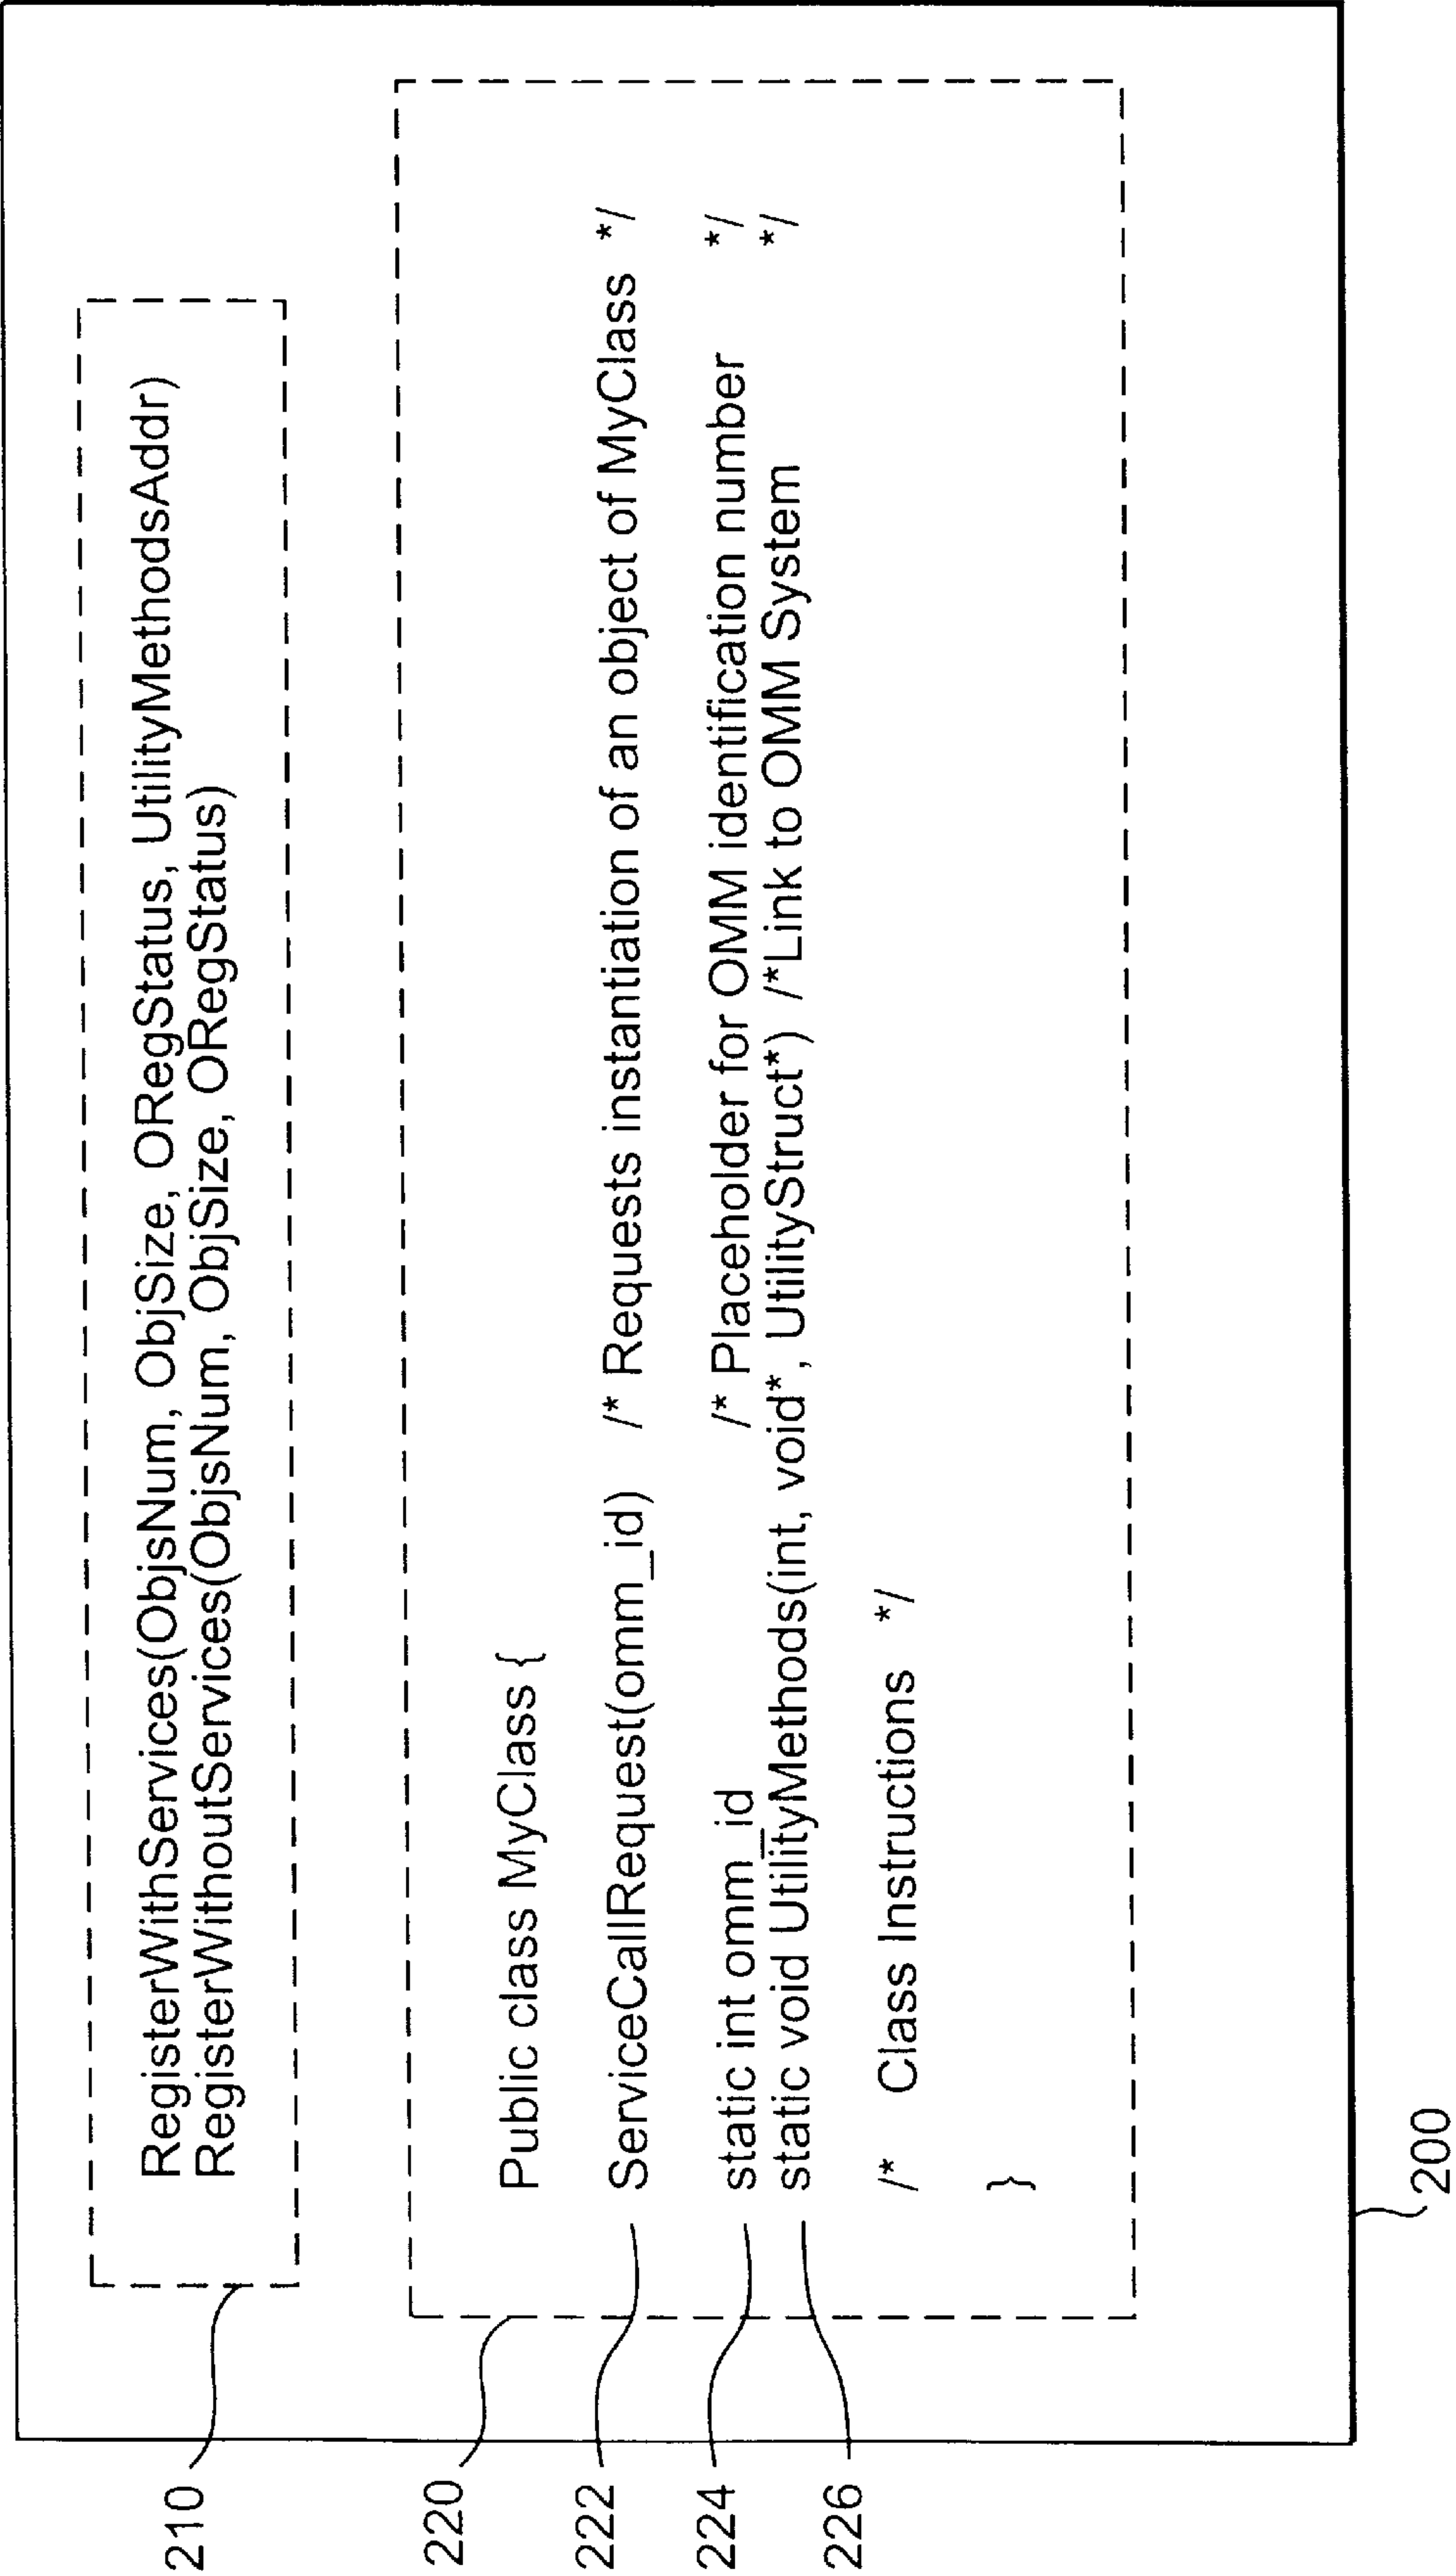 210 RegisterWithServices(ObjsNum, ObjSize, ORegStatus, UtilityMethodsAddr)
RegisterWithoutServices(ObjsNum, ObjSize, ORegStatus)
220 Public class MyClass {
222 ServiceCallRequest(omm_id) /* Requests instantiation of an object of MyClass */
224 static int omm_id /* Placeholder for OMM identification number */
226 static void UtilityMethods(int, void*, UtilityStruct*) /*Link to OMM System */
/* Class Instructions */
}
200